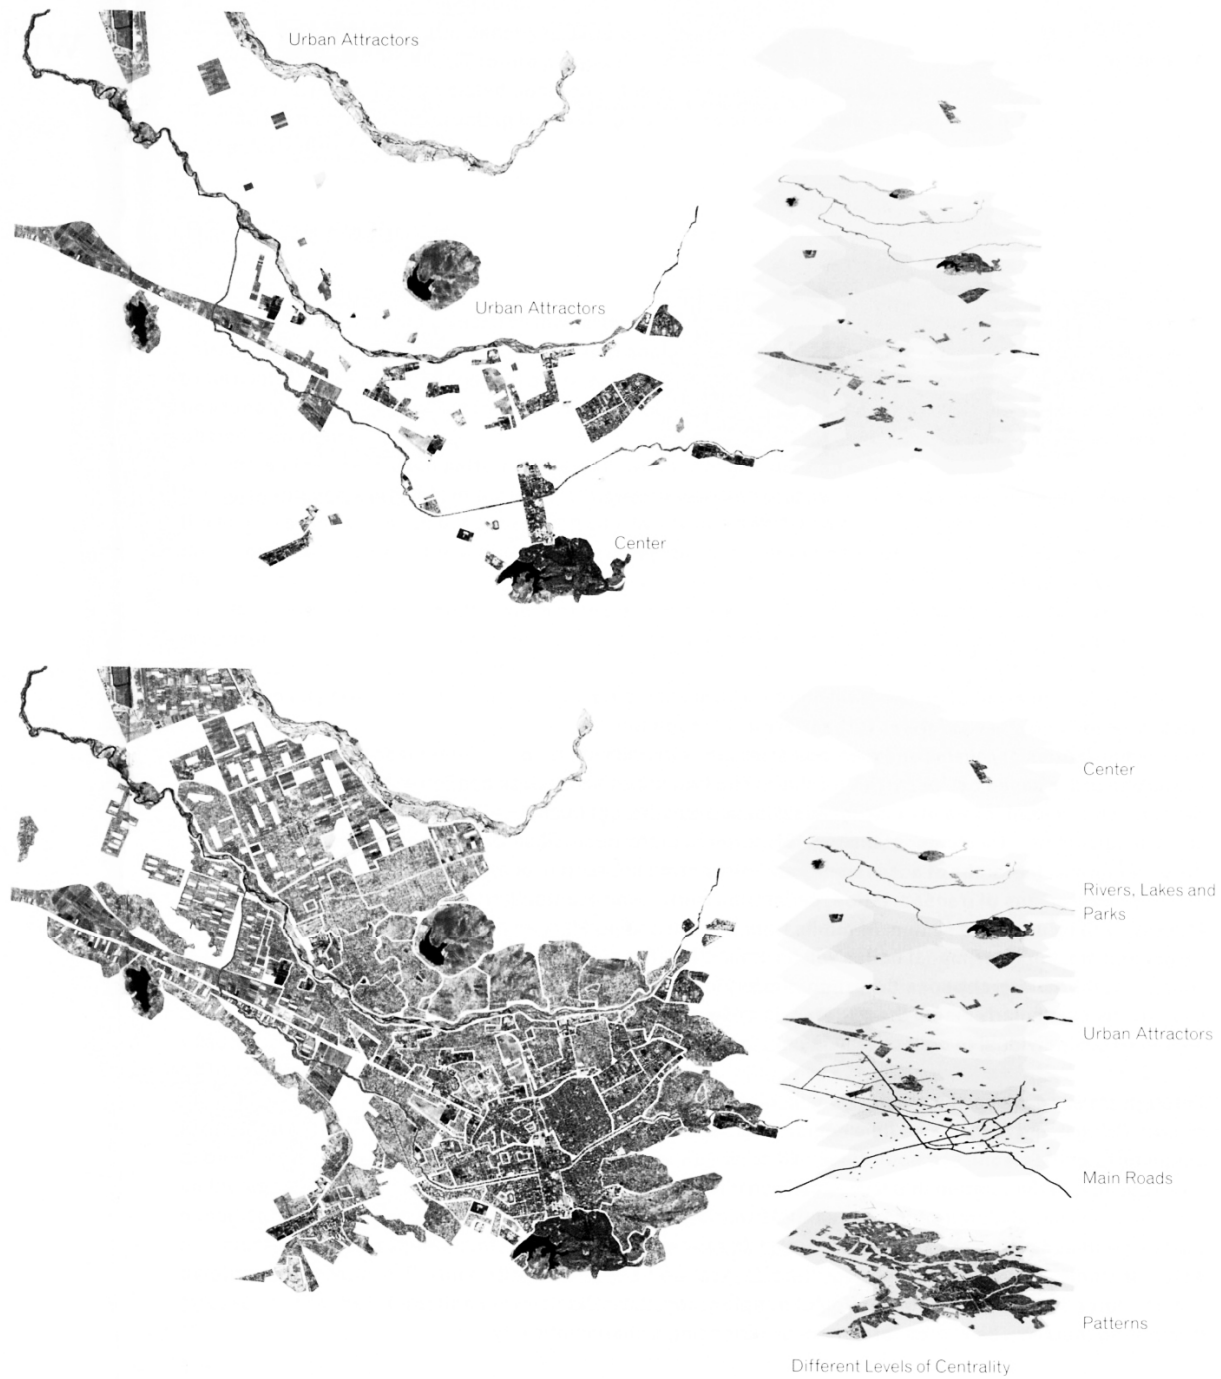 Urban Attractors
Urban Attractors
Center
Center
Rivers, Lakes and
Parks
Urban Attractors
Main Roads
Patterns
Different Levels of Centrality